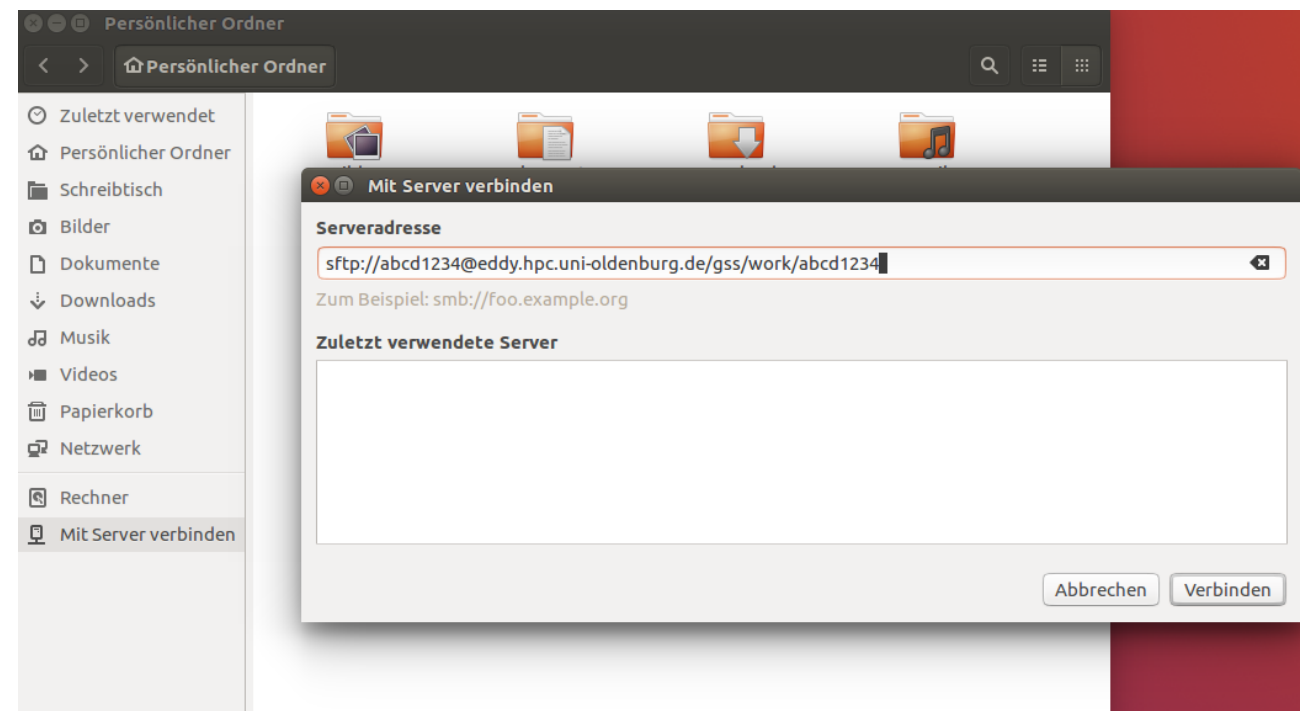 Persönlicher Ordner
Persönlicher Ordner
Zuletzt verwendet
Persönlicher Ordner
Schreibtisch
Bilder
Dokumente
Downloads
Musik
Videos
Papierkorb
Netzwerk
Rechner
Mit Server verbinden
Mit Server verbinden
Serveradresse
sftp://abcd1234@eddy.hpc.uni-oldenburg.de/gss/work/abcd1234
Zum Beispiel: smb://foo.example.org
Zuletzt verwendete Server
Abbrechen Verbinden